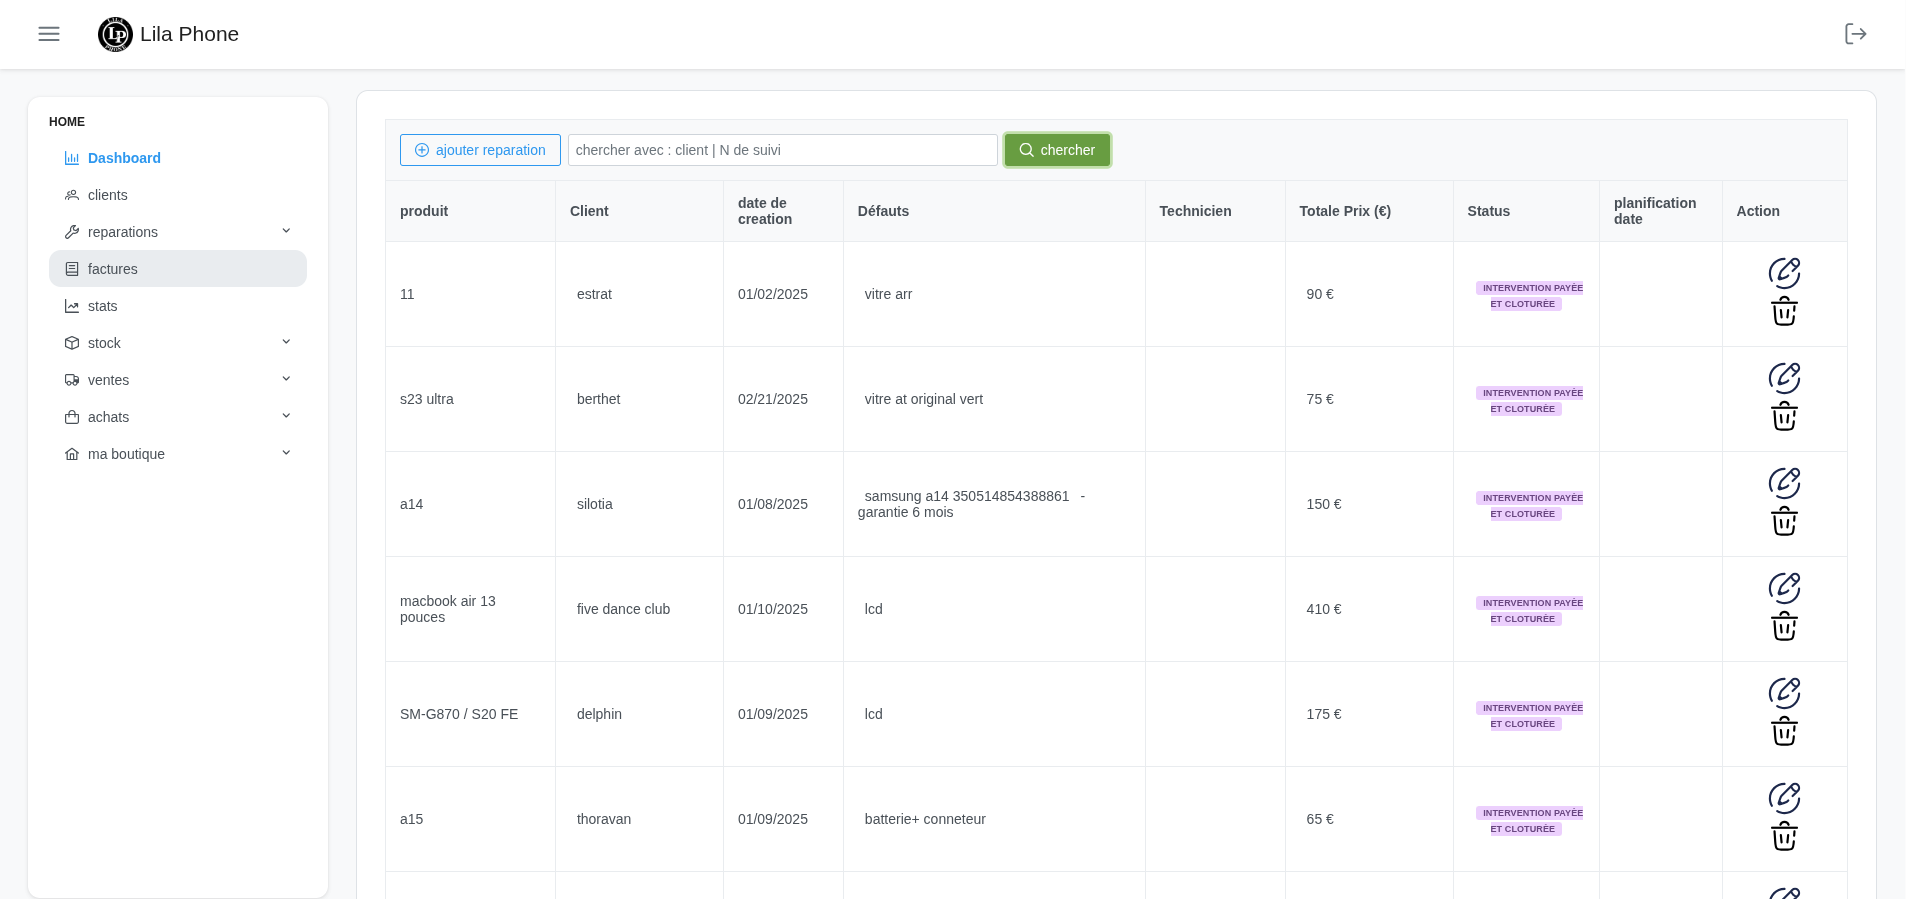 Lila Phone
HOME
Dashboard
clients
reparations
factures
stats
stock
ventes
achats
ma boutique
ajouter reparation
chercher avec : client | N de suivi
chercher
produit
Client
date de
creation
Défauts
Technicien
Totale Prix (€)
Status
planification
date
Action
11
estrat
01/02/2025
vitre arr
90 €
INTERVENTION PAYÉE
ET CLOTURÉE
s23 ultra
berthet
02/21/2025
vitre at original vert
75 €
INTERVENTION PAYÉE
ET CLOTURÉE
a14
silotia
01/08/2025
samsung a14 350514854388861 -
garantie 6 mois
150 €
INTERVENTION PAYÉE
ET CLOTURÉE
macbook air 13
pouces
five dance club
01/10/2025
lcd
410 €
INTERVENTION PAYÉE
ET CLOTURÉE
SM-G870 / S20 FE
delphin
01/09/2025
lcd
175 €
INTERVENTION PAYÉE
ET CLOTURÉE
a15
thoravan
01/09/2025
batterie+ conneteur
65 €
INTERVENTION PAYÉE
ET CLOTURÉE